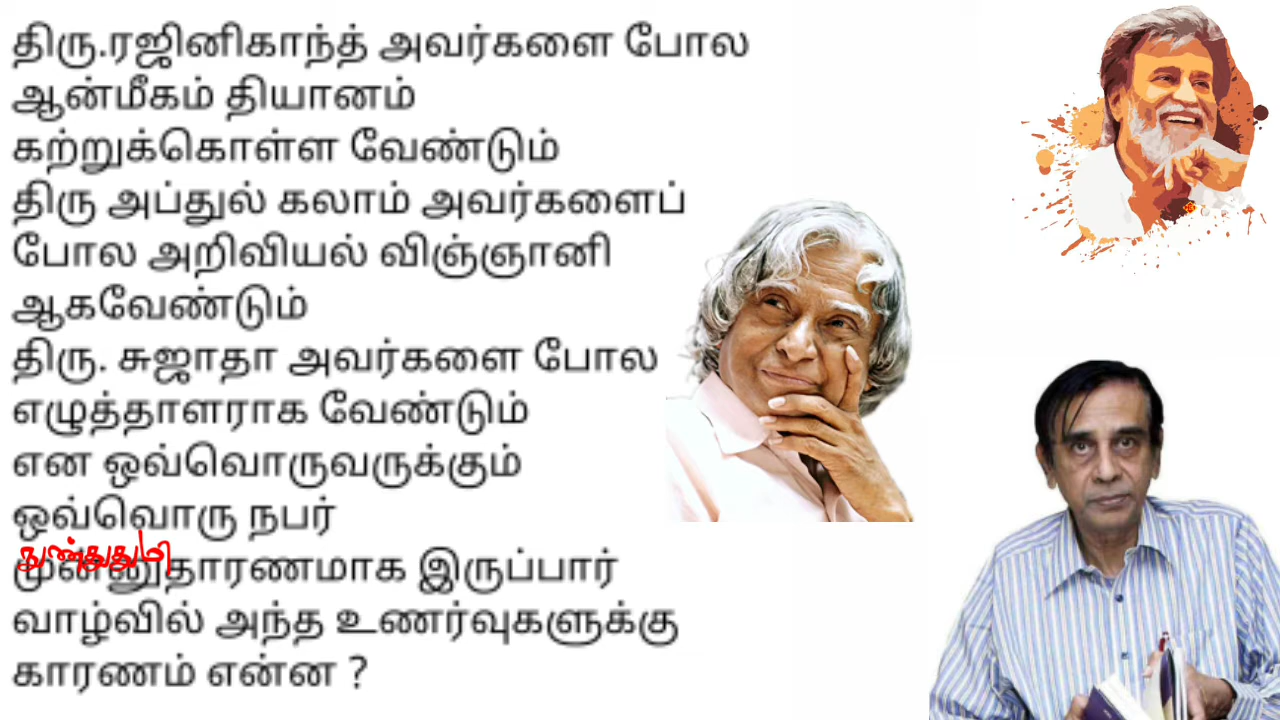 திரு.ரஜினிகாந்த் அவர்களை போல
ஆன்மீகம் தியானம்
கற்றுக்கொள்ள வேண்டும்
திரு அப்துல் கலாம் அவர்களைப்
போல அறிவியல் விஞ்ஞானி
ஆகவேண்டும்
திரு. சுஜாதா அவர்களை போல
எழுத்தாளராக வேண்டும்
என ஒவ்வொருவருக்கும்
ஒவ்வொரு நபர்
முன்னுதாரணமாக இருப்பார்
வாழ்வில் அந்த உணர்வுகளுக்கு
காரணம் என்ன ?